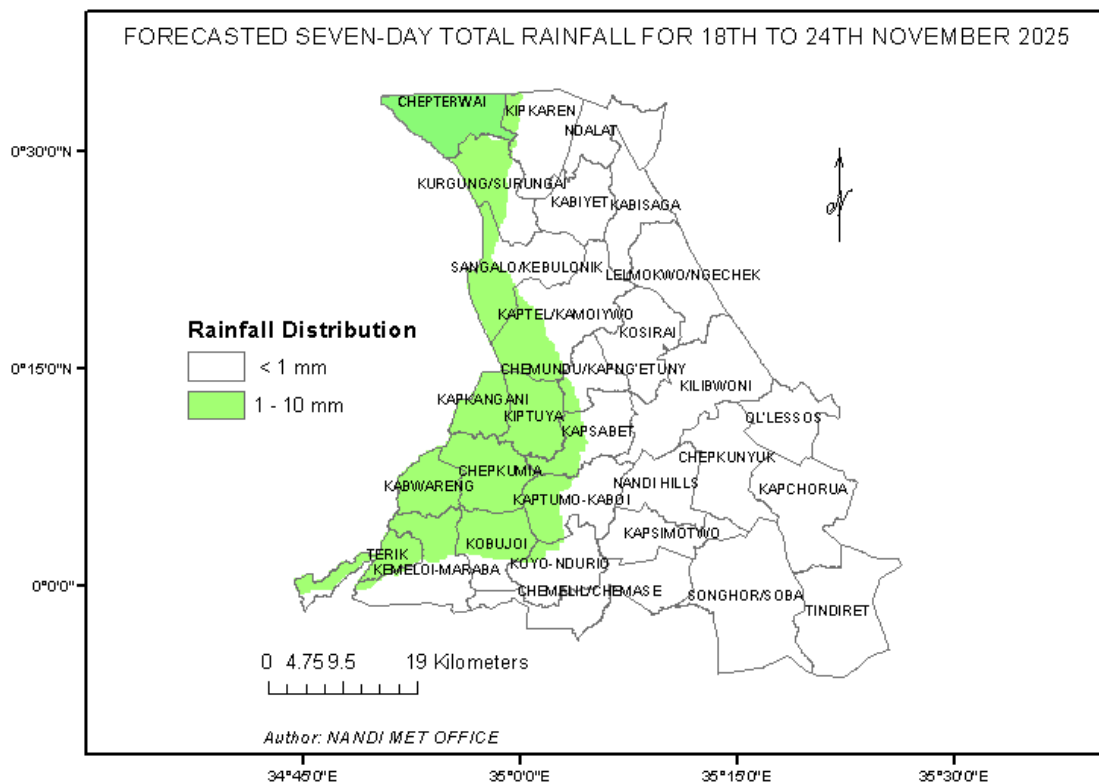 FORECASTED SEVEN-DAY TOTAL RAINFALL FOR 18TH TO 24TH NOVEMBER 2025
CHEPTERWAI
KIPKAREN
NDALAT
0°30'0"N
KURGUNG/SURUNGAI
KABIYET
KABISAGA
N
SANGALO/KEBULONIK
LELMOKWO/NGECHEK
KAPTEL/KAMOIYWO
KOSIRAI
Rainfall Distribution
< 1 mm
1 - 10 mm
0°15'0"N
CHEMUNDU/KAPNG'ETUNY
KILIBWONI
KAPKANGANI
KIPTUYA
KAPSABET
OL'LESSOS
CHEPKUMIA
CHEPKUNYUK
KABWARENG
KAPTUMO-KABOI
NANDI HILLS
KAPCHORUA
KAPSIMOTWO
KOBUJOI
TERIK
KEMELOI-MARABA
KOYO-NDURIO
0°0'0"
CHEMELIL/CHEMASE
SONGHOR/SOBA
TINDIRET
0 4.75 9.5 19 Kilometers
Author: NANDI MET OFFICE
34°45'0"E 35°0'0"E 35°15'0"E 35°30'0"E